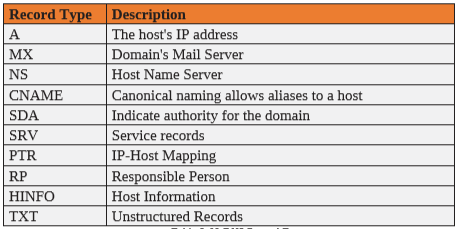 Record Type Description
A The host's IP address
MX Domain's Mail Server
NS Host Name Server
CNAME Canonical naming allows aliases to a host
SDA Indicate authority for the domain
SRV Service records
PTR IP-Host Mapping
RP Responsible Person
HINFO Host Information
TXT Unstructured Records